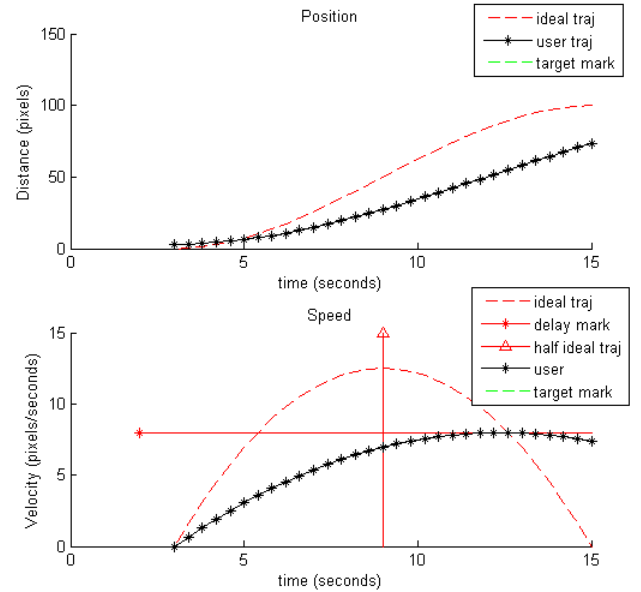 Position
ideal traj
user traj
target mark
150
100
50
0
Distance (pixels)
0
5
10
15
time (seconds)
Speed
ideal traj
delay mark
half ideal traj
user
target mark
15
10
5
0
Velocity (pixels/seconds)
0
5
10
15
time (seconds)